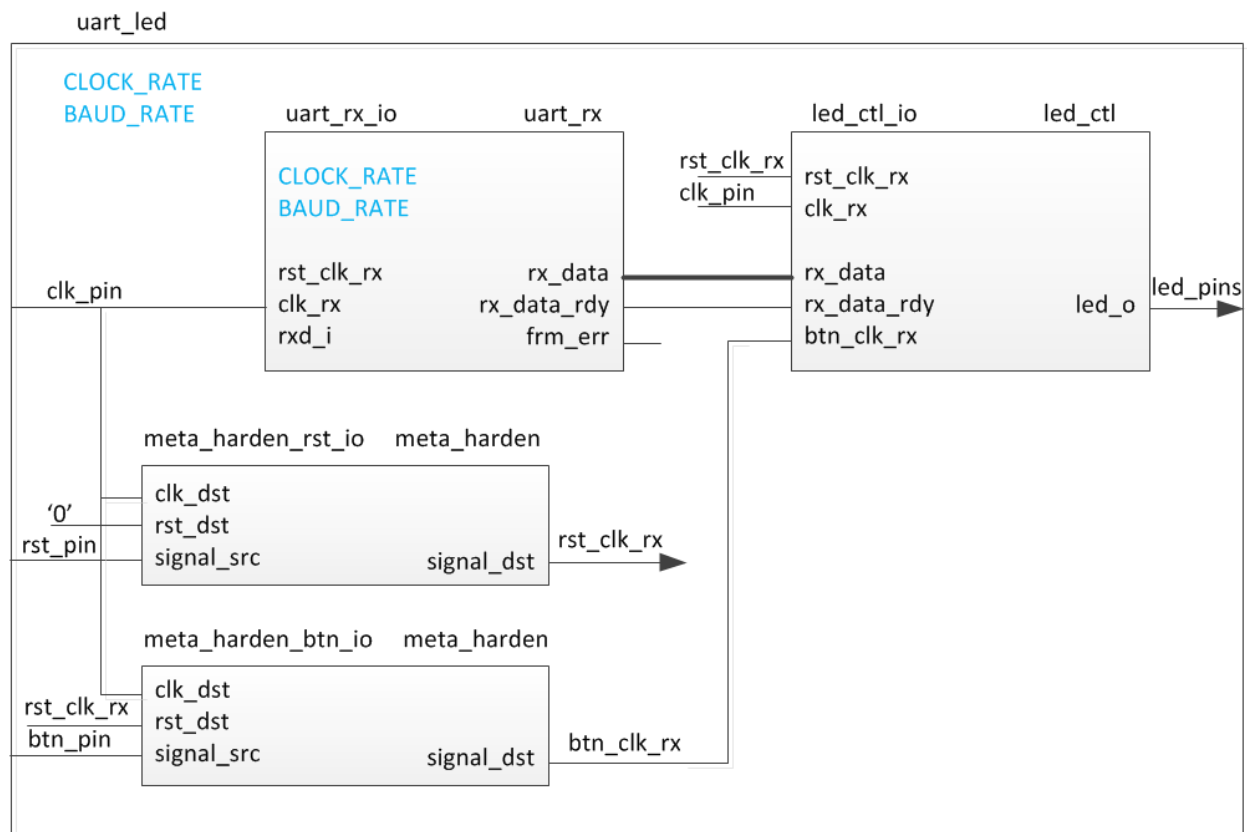 uart_led
CLOCK_RATE
BAUD_RATE
uart_rx_io uart_rx
CLOCK_RATE
BAUD_RATE
rst_clk_rx rx_data
clk_rx rx_data_rdy
rxd_i frm_err
led_ctl_io led_ctl
rst_clk_rx
clk_pin
rst_clk_rx
clk_rx
rx_data
rx_data_rdy led_o
btn_clk_rx
led_pins
clk_pin
meta_harden_rst_io meta_harden
clk_dst
rst_dst
signal_src signal_dst
‘0’
rst_pin
rst_clk_rx
meta_harden_btn_io meta_harden
clk_dst
rst_dst
signal_src signal_dst
rst_clk_rx
btn_pin
btn_clk_rx